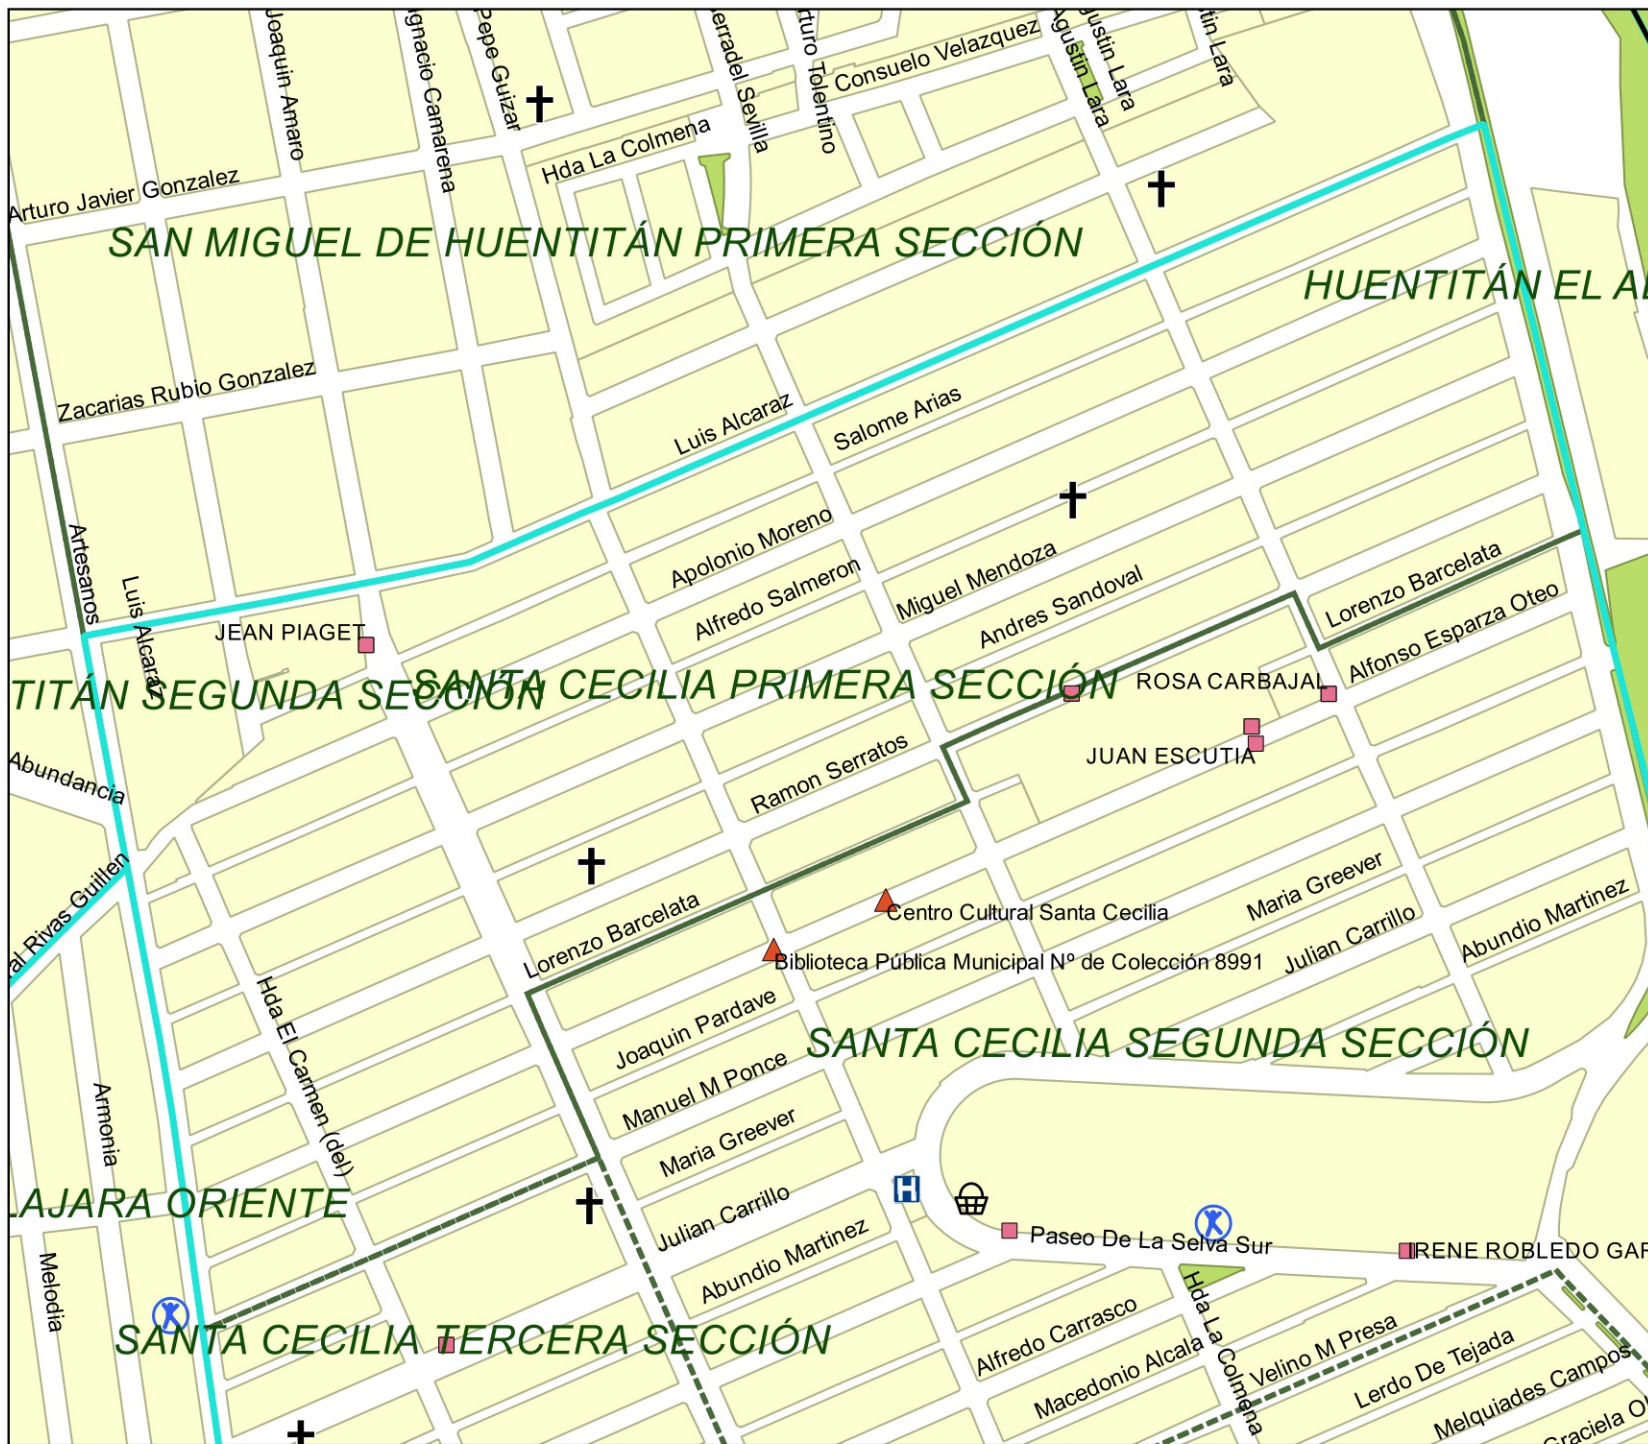 Joaquin Amaro
Ignacio Camarena
Pepe Guizar
Serradel Sevilla
Arturo Tolentino
Consuelo Velazquez
Agustin Lara
gustin Lara
tin Lara
Hda La Colmena
Arturo Javier Gonzalez
SAN MIGUEL DE HUENTITÁN PRIMERA SECCIÓN
HUENTITÁN EL AL
Zacarias Rubio Gonzalez
Luis Alcaraz
Salome Arias
Artesanos
Luis Alcaraz
Apolonio Moreno
Alfredo Salmeron
Miguel Mendoza
Andres Sandoval
Lorenzo Barcelata
Alfonso Esparza Oteo
JEAN PIAGET
TITÁN SEGUNDA SECCIÓN
SANTA CECILIA PRIMERA SECCIÓN
ROSA CARBAJAL
JUAN ESCUTIA
Abundancia
Ramon Serratos
al Rivas Guillen
Lorenzo Barcelata
Centro Cultural Santa Cecilia
Biblioteca Pública Municipal Nº de Colección 8991
Maria Greever
Julian Carrillo
Abundio Martinez
Hda El Carmen (del)
Joaquin Pardave
SANTA CECILIA SEGUNDA SECCIÓN
Manuel M Ponce
Maria Greever
Armonia
Julian Carrillo
Abundio Martinez
LAJARA ORIENTE
H
Paseo De La Selva Sur
IRENE ROBLEDO GAR
Melodia
SANTA CECILIA TERCERA SECCIÓN
Alfredo Carrasco
Macedonio Alcala
Hda La Colmena
Velino M Presa
Lerdo De Tejada
Melquiades Campos
Graciela Ol